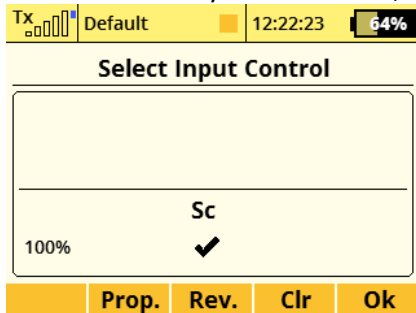 Tx Default 12:22:23 64%
Select Input Control
Sc
100%
Prop. Rev. Clr Ok